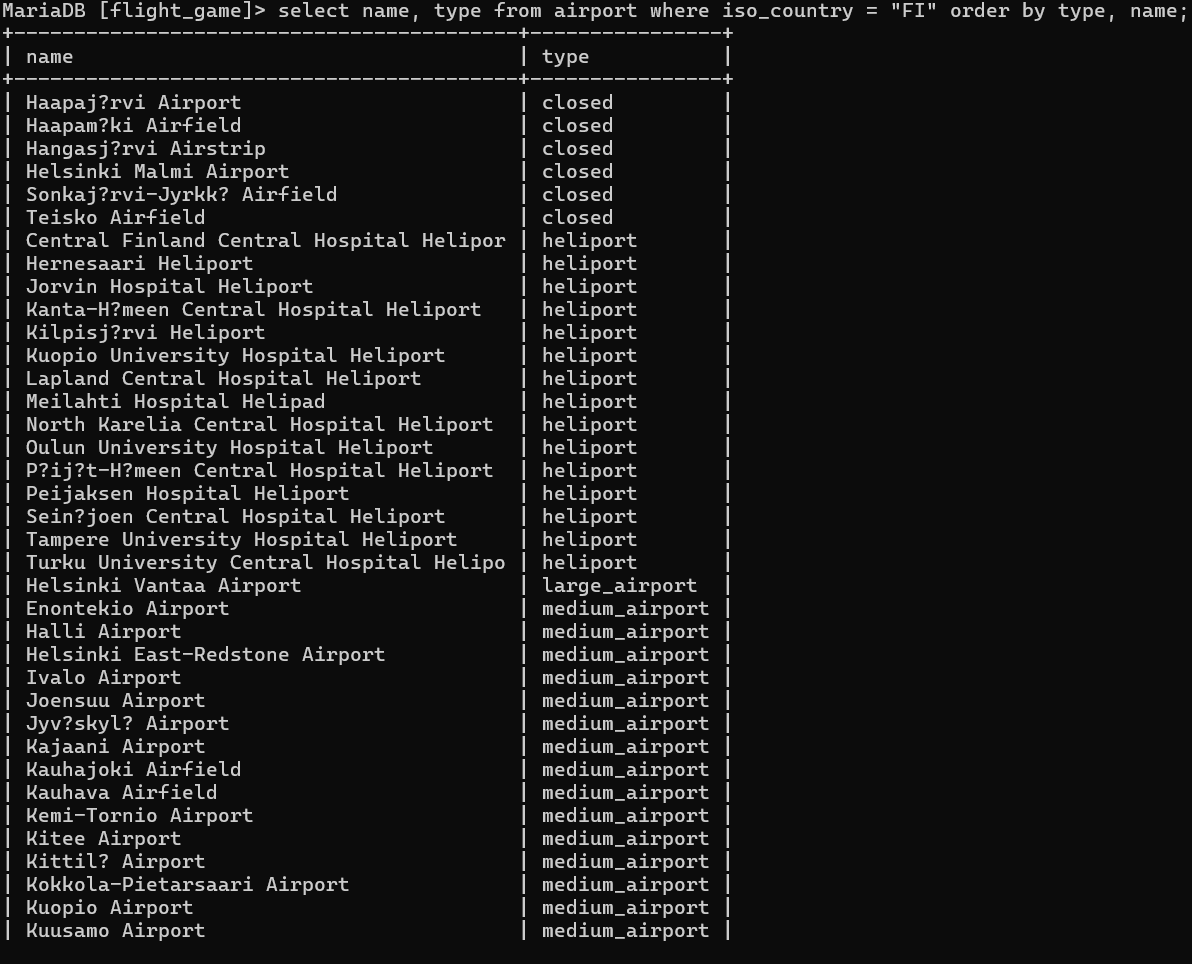 MariaDB [flight_game]> select name, type from airport where iso_country = "FI" order by type, name;
+------------------------------------------+----------------+
| name                                     | type           |
+------------------------------------------+----------------+
| Haapaj?rvi Airport                       | closed         |
| Haapam?ki Airfield                       | closed         |
| Hangasj?rvi Airstrip                     | closed         |
| Helsinki Malmi Airport                   | closed         |
| Sonkaj?rvi-Jyrkk? Airfield               | closed         |
| Teisko Airfield                          | closed         |
| Central Finland Central Hospital Helipor | heliport       |
| Hernesaari Heliport                      | heliport       |
| Jorvin Hospital Heliport                 | heliport       |
| Kanta-H?meen Central Hospital Heliport   | heliport       |
| Kilpisj?rvi Heliport                     | heliport       |
| Kuopio University Hospital Heliport      | heliport       |
| Lapland Central Hospital Heliport        | heliport       |
| Meilahti Hospital Helipad                | heliport       |
| North Karelia Central Hospital Heliport  | heliport       |
| Oulun University Hospital Heliport       | heliport       |
| P?ij?t-H?meen Central Hospital Heliport  | heliport       |
| Peijaksen Hospital Heliport              | heliport       |
| Sein?joen Central Hospital Heliport      | heliport       |
| Tampere University Hospital Heliport     | heliport       |
| Turku University Central Hospital Helipo | heliport       |
| Helsinki Vantaa Airport                  | large_airport  |
| Enontekio Airport                        | medium_airport |
| Halli Airport                            | medium_airport |
| Helsinki East-Redstone Airport           | medium_airport |
| Ivalo Airport                            | medium_airport |
| Joensuu Airport                          | medium_airport |
| Jyv?skyl? Airport                        | medium_airport |
| Kajaani Airport                          | medium_airport |
| Kauhajoki Airfield                       | medium_airport |
| Kauhava Airfield                         | medium_airport |
| Kemi-Tornio Airport                      | medium_airport |
| Kitee Airport                            | medium_airport |
| Kittil? Airport                          | medium_airport |
| Kokkola-Pietarsaari Airport              | medium_airport |
| Kuopio Airport                           | medium_airport |
| Kuusamo Airport                          | medium_airport |